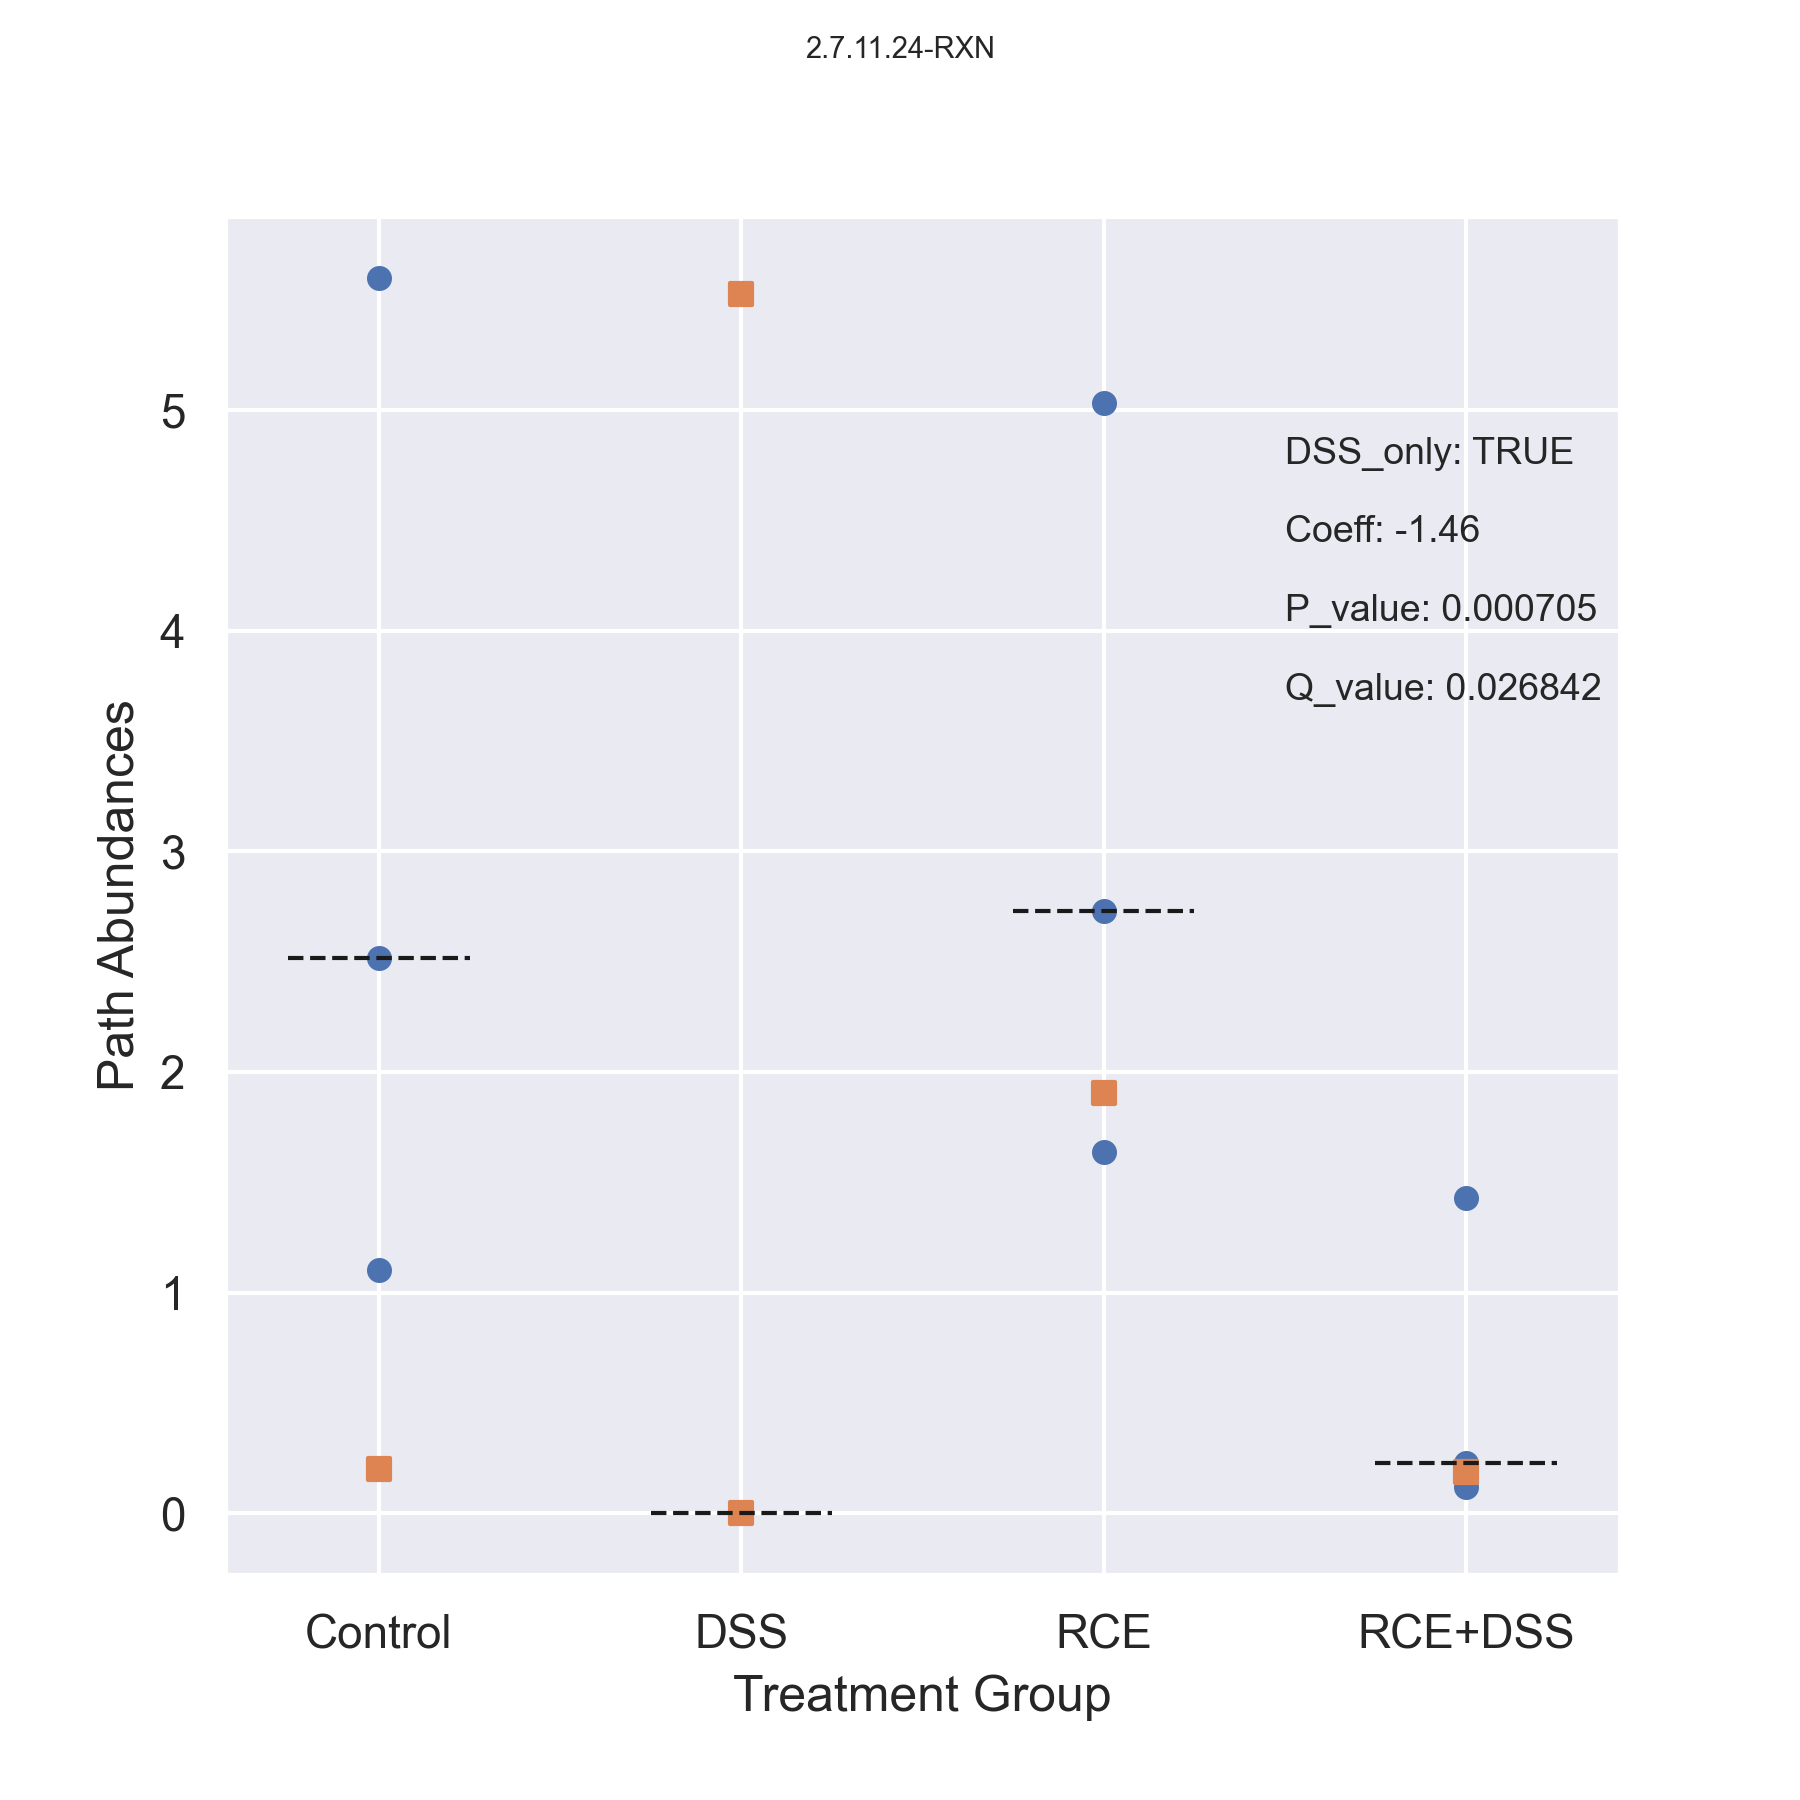 2.7.11.24-RXN
5
4
3
2
1
0
Path Abundances
DSS_only: TRUE
Coeff: -1.46
P_value: 0.000705
Q_value: 0.026842
Control
DSS
RCE
RCE+DSS
Treatment Group